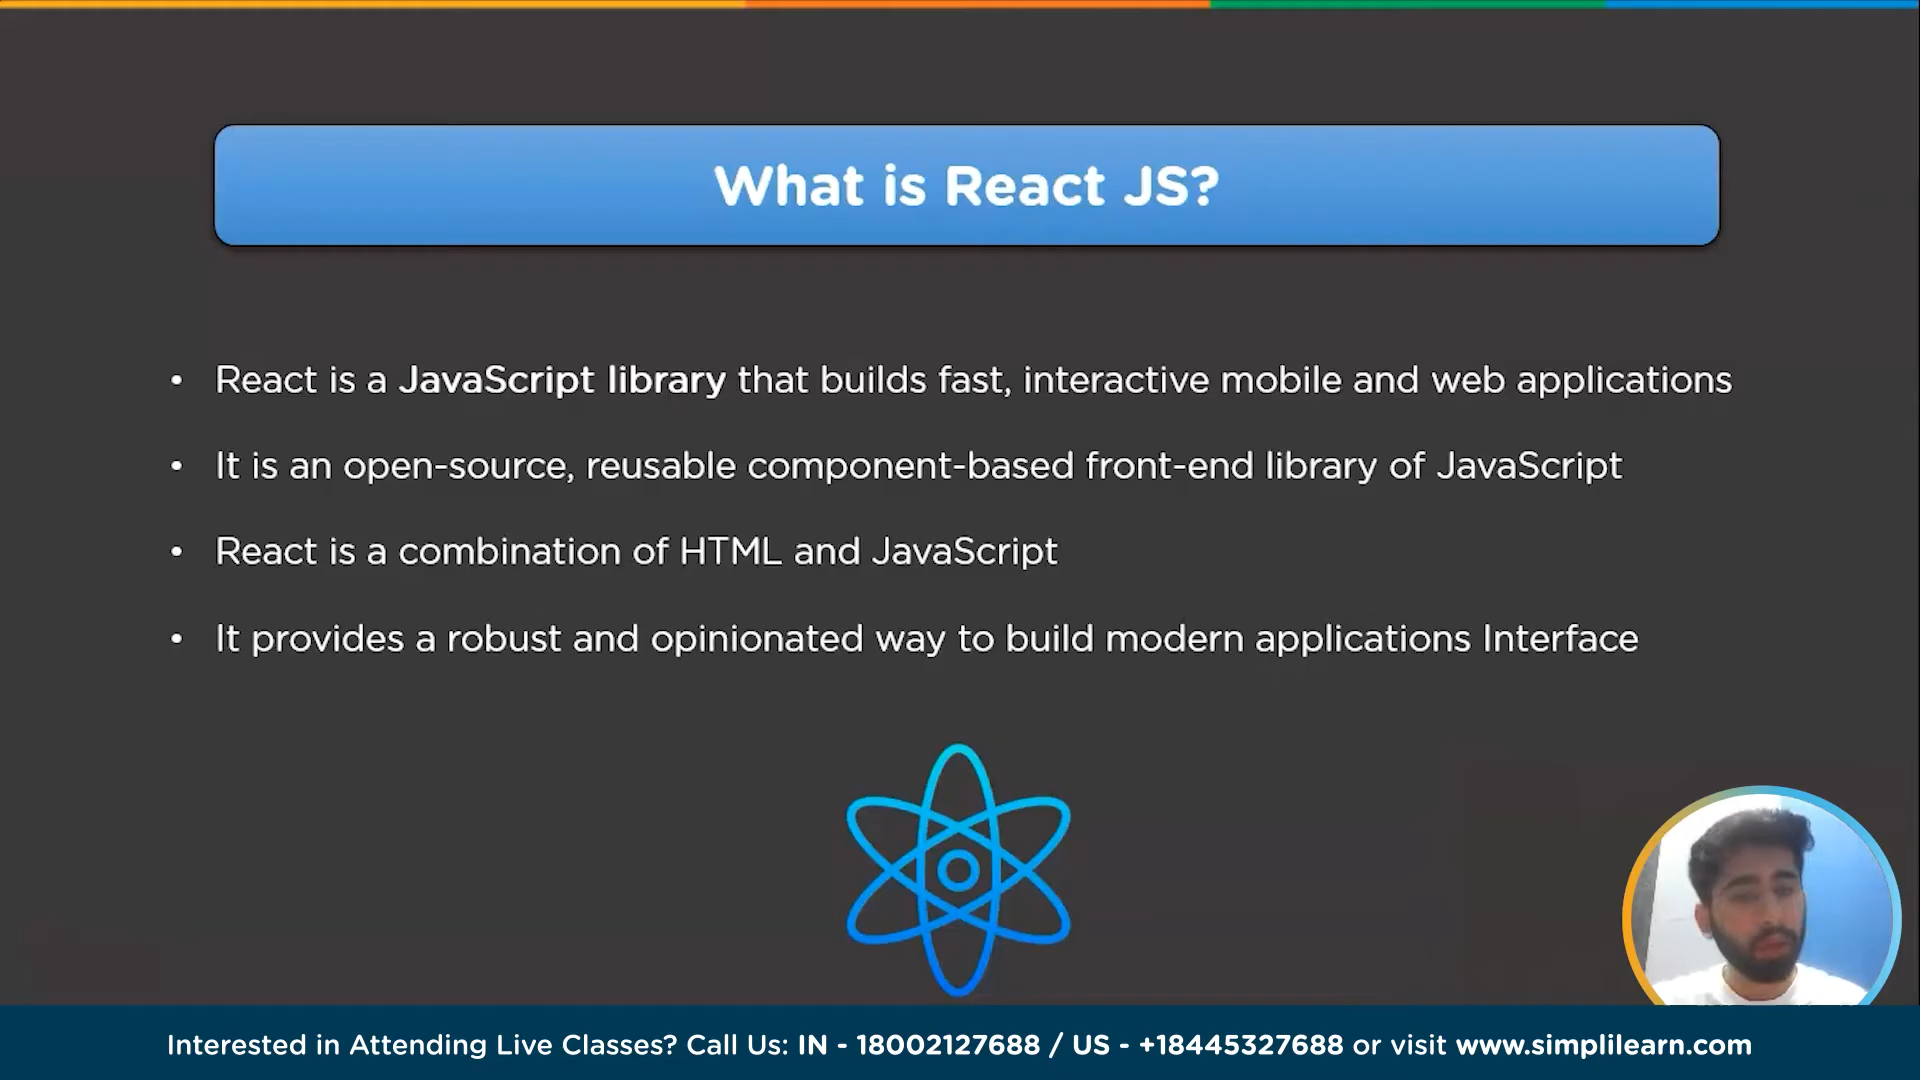 What is React JS?
• React is a JavaScript library that builds fast, interactive mobile and web applications
• It is an open-source, reusable component-based front-end library of JavaScript
• React is a combination of HTML and JavaScript
• It provides a robust and opinionated way to build modern applications Interface
Interested in Attending Live Classes? Call Us: IN - 18002127688 / US - +18445327688 or visit www.simplilearn.com